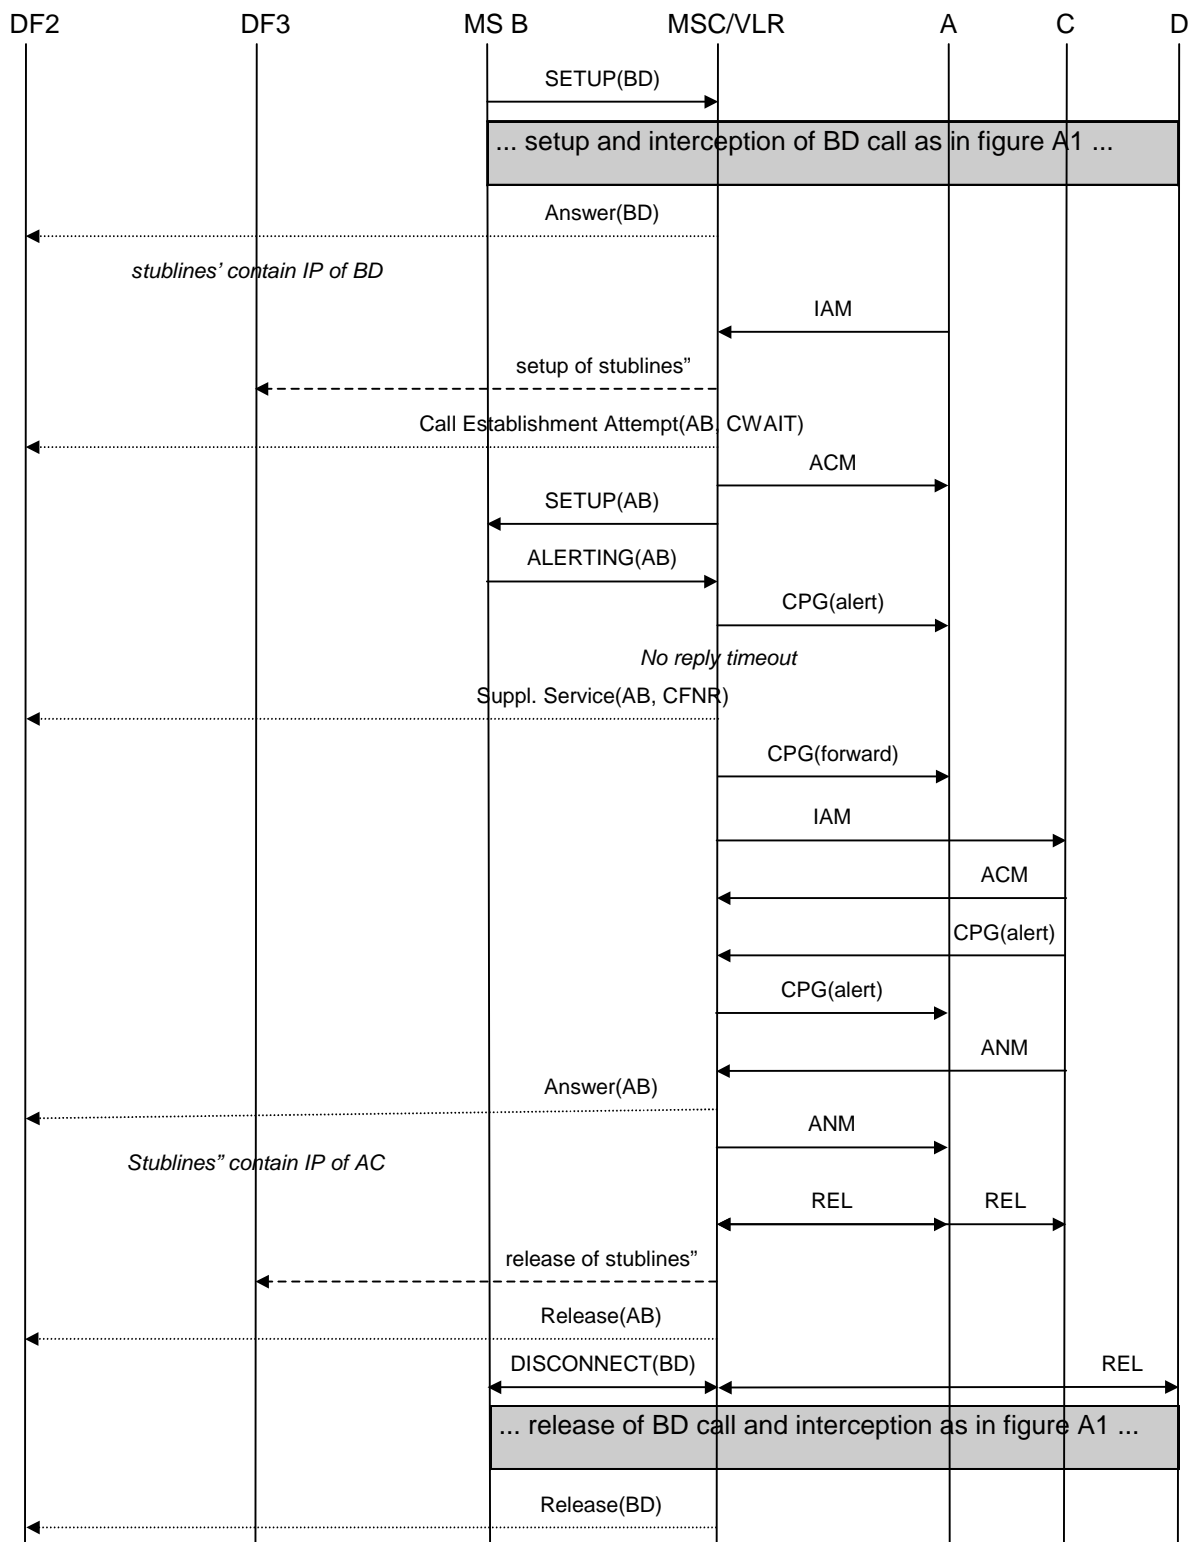 DF2 DF3 MS B MSC/VLR A C D
SETUP(BD)
... setup and interception of BD call as in figure A1 ...
Answer(BD)
stublines’ contain IP of BD
IAM
setup of stublines”
Call Establishment Attempt(AB, CWAIT)
ACM
SETUP(AB)
ALERTING(AB)
CPG(alert)
No reply timeout
Suppl. Service(AB, CFNR)
CPG(forward)
IAM
ACM
CPG(alert)
CPG(alert)
ANM
Answer(AB)
ANM
Stublines” contain IP of AC
REL REL
release of stublines”
Release(AB)
DISCONNECT(BD) REL
... release of BD call and interception as in figure A1 ...
Release(BD)